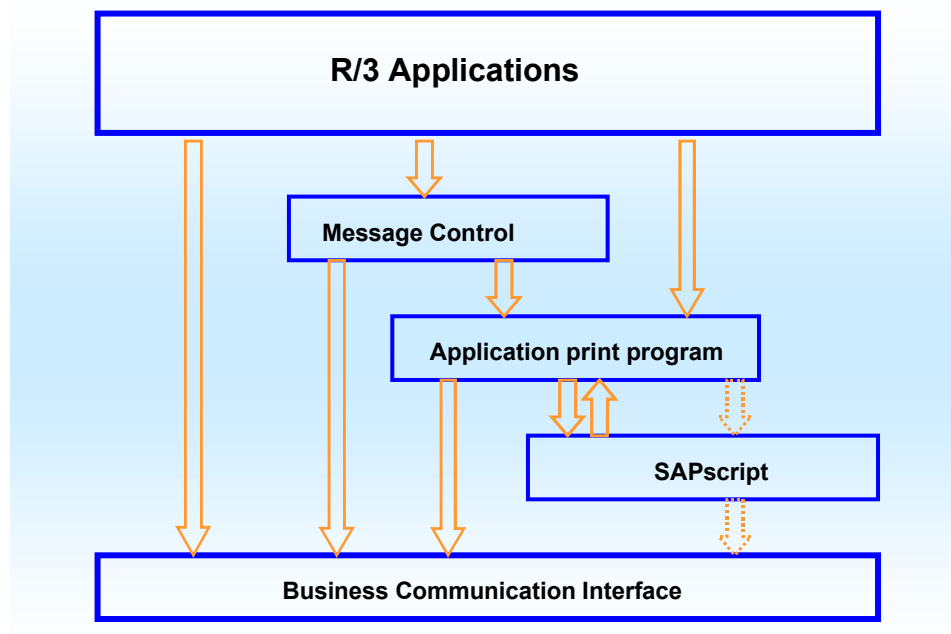 R/3 Applications
Message Control
Application print program
SAPscript
Business Communication Interface